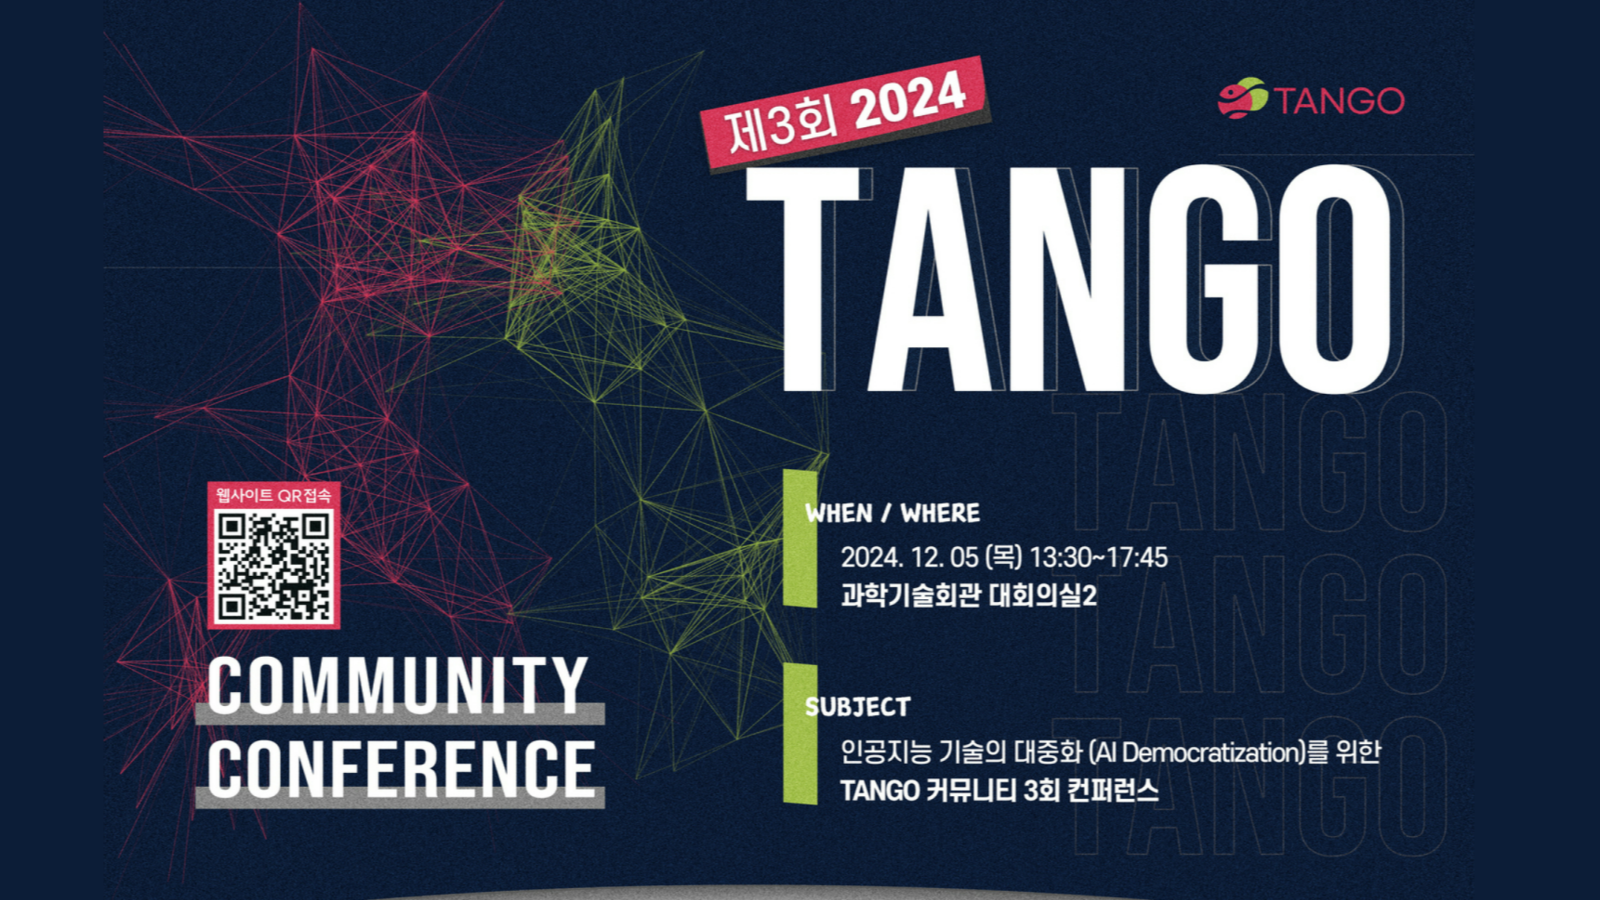 제3회 2024
TANGO
TANGO
TANGO
TANGO
TANGO
웹사이트 QR접속
COMMUNITY
CONFERENCE
WHEN / WHERE
2024. 12. 05 (목) 13:30~17:45
과학기술회관 대회의실2
SUBJECT
인공지능 기술의 대중화 (AI Democratization)를 위한
TANGO 커뮤니티 3회 컨퍼런스